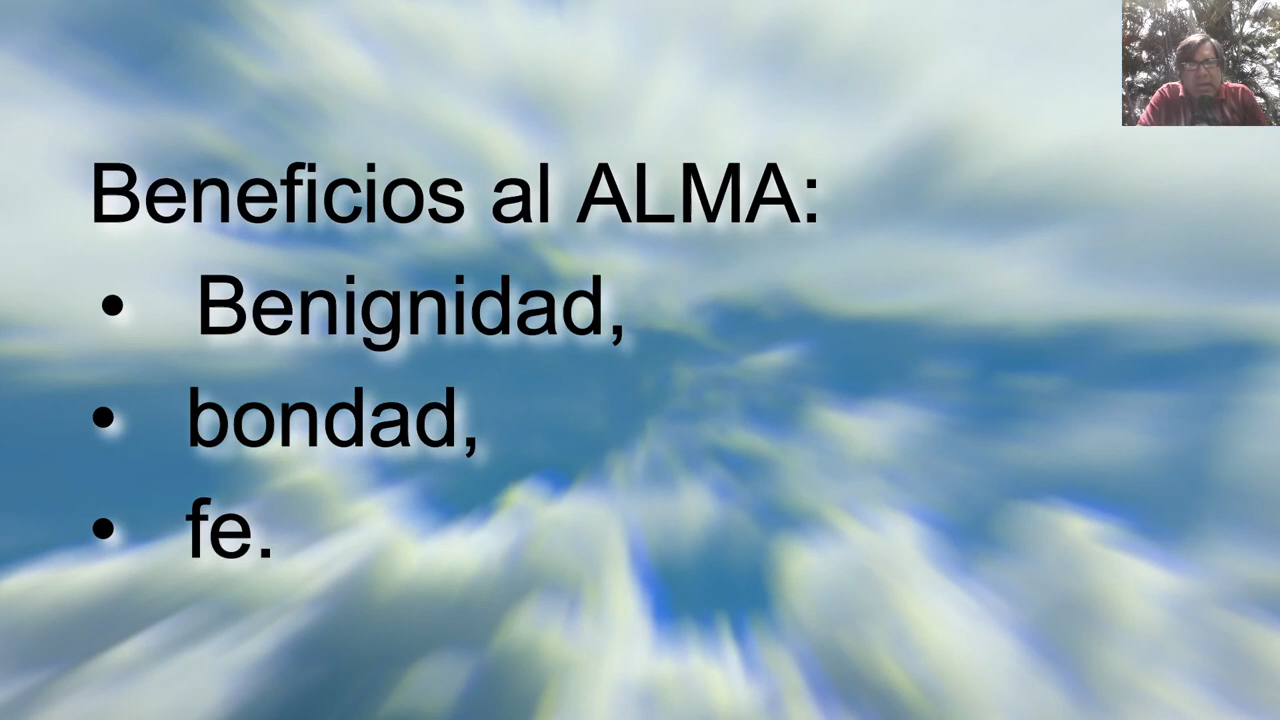 Beneficios al ALMA:
• Benignidad,
• bondad,
• fe.